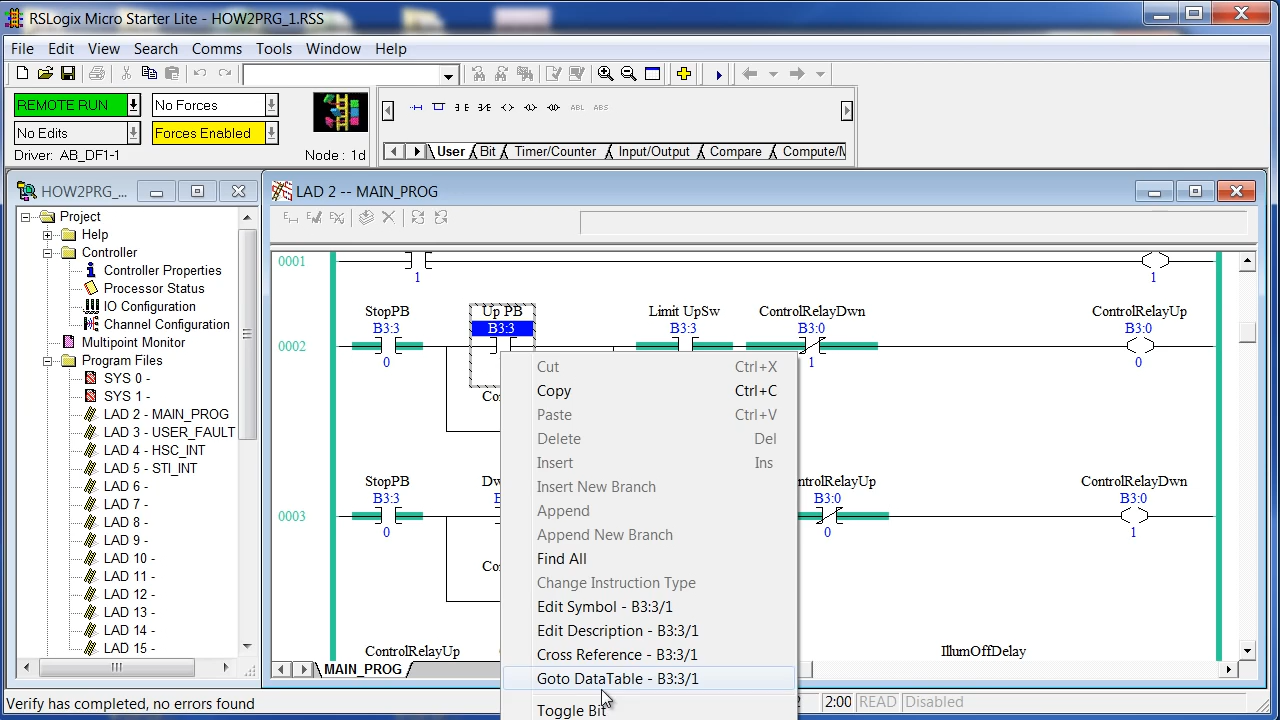 RSLogix Micro Starter Lite - HOW2PRG_1.RSS
File Edit View Search Comms Tools Window Help
REMOTE RUN No Forces
No Edits Forces Enabled
Driver: AB_DF1-1 Node : 1d
ABL ABS
User Bit Timer/Counter Input/Output Compare Compute/M
HOW2PRG_...
Project
Help
Controller
Controller Properties
Processor Status
IO Configuration
Channel Configuration
Multipoint Monitor
Program Files
SYS 0 -
SYS 1 -
LAD 2 - MAIN_PROG
LAD 3 - USER_FAULT
LAD 4 - HSC_INT
LAD 5 - STI_INT
LAD 6 -
LAD 7 -
LAD 8 -
LAD 9 -
LAD 10 -
LAD 11 -
LAD 12 -
LAD 13 -
LAD 14 -
LAD 15 -
LAD 2 -- MAIN_PROG
0001
1 1
StopPB Up PB Limit UpSw ControlRelayDwn ControlRelayUp
B3:3 B3:3 B3:3 B3:0 B3:0
0002
0 1 0
Co
StopPB Dw ntrolRelayUp ControlRelayDwn
B3:3 B3:0 B3:0
0003
0 0 1
Co
ControlRelayUp IllumOffDelay
MAIN_PROG
Cut Ctrl+X
Copy Ctrl+C
Paste Ctrl+V
Delete Del
Insert Ins
Insert New Branch
Append
Append New Branch
Find All
Change Instruction Type
Edit Symbol - B3:3/1
Edit Description - B3:3/1
Cross Reference - B3:3/1
Goto DataTable - B3:3/1
Toggle Bit
Verify has completed, no errors found 2:00 READ Disabled